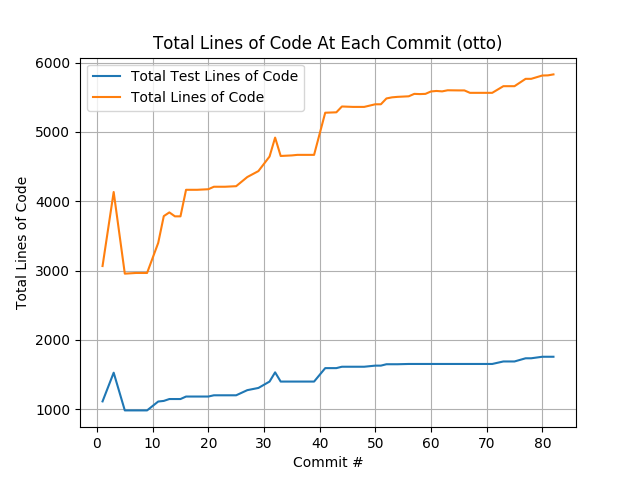 Total Lines of Code At Each Commit (otto)
Total Test Lines of Code
Total Lines of Code
Total Lines of Code
6000
5000
4000
3000
2000
1000
0 10 20 30 40 50 60 70 80
Commit #